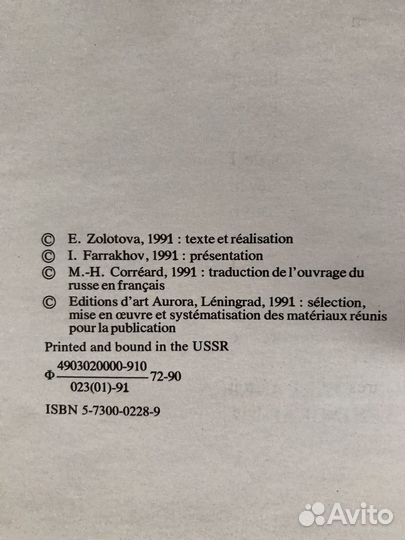 © E. Zolotova, 1991 : texte et réalisation
© I. Farrakhov, 1991 : présentation
© M.-H. Corréard, 1991 : traduction de l'ouvrage du
russe en français
© Editions d'art Aurora, Léningrad, 1991 : sélection,
mise en œuvre et systématisation des matériaux réunis
pour la publication
Printed and bound in the USSR
Ф 4903020000-910
023(01)-91 72-90
ISBN 5-7300-0228-9
Avito